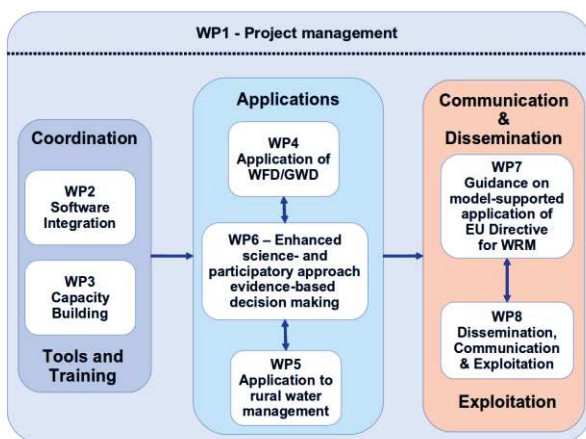 WP1 - Project management
Coordination
WP2
Software
Integration
WP3
Capacity
Building
Tools and
Training
Applications
WP4
Application of
WFD/GWD
WP6 – Enhanced
science- and
participatory approach
evidence-based
decision making
WP5
Application to
rural water
management
Communication
&
Dissemination
WP7
Guidance on
model-supported
application of
EU Directive
for WRM
WP8
Dissemination,
Communication
& Exploitation
Exploitation